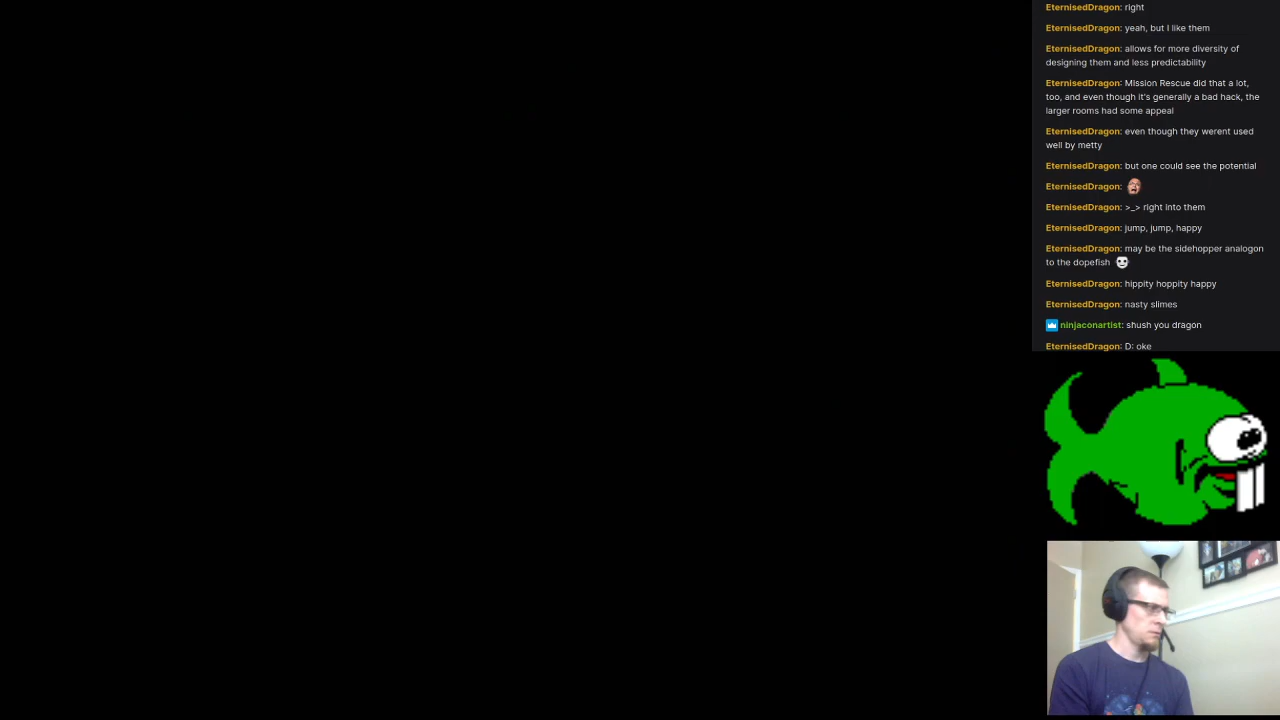 EternisedDragon: right
EternisedDragon: yeah, but I like them
EternisedDragon: allows for more diversity of
designing them and less predictability
EternisedDragon: MIssion Rescue did that a lot,
too, and even though it's generally a bad hack, the
larger rooms had some appeal
EternisedDragon: even though they werent used
well by metty
EternisedDragon: but one could see the potential
EternisedDragon:
EternisedDragon: >_> right into them
EternisedDragon: jump, jump, happy
EternisedDragon: may be the sidehopper analogon
to the dopefish
EternisedDragon: hippity hoppity happy
EternisedDragon: nasty slimes
ninjaconartist: shush you dragon
EternisedDragon: D: oke